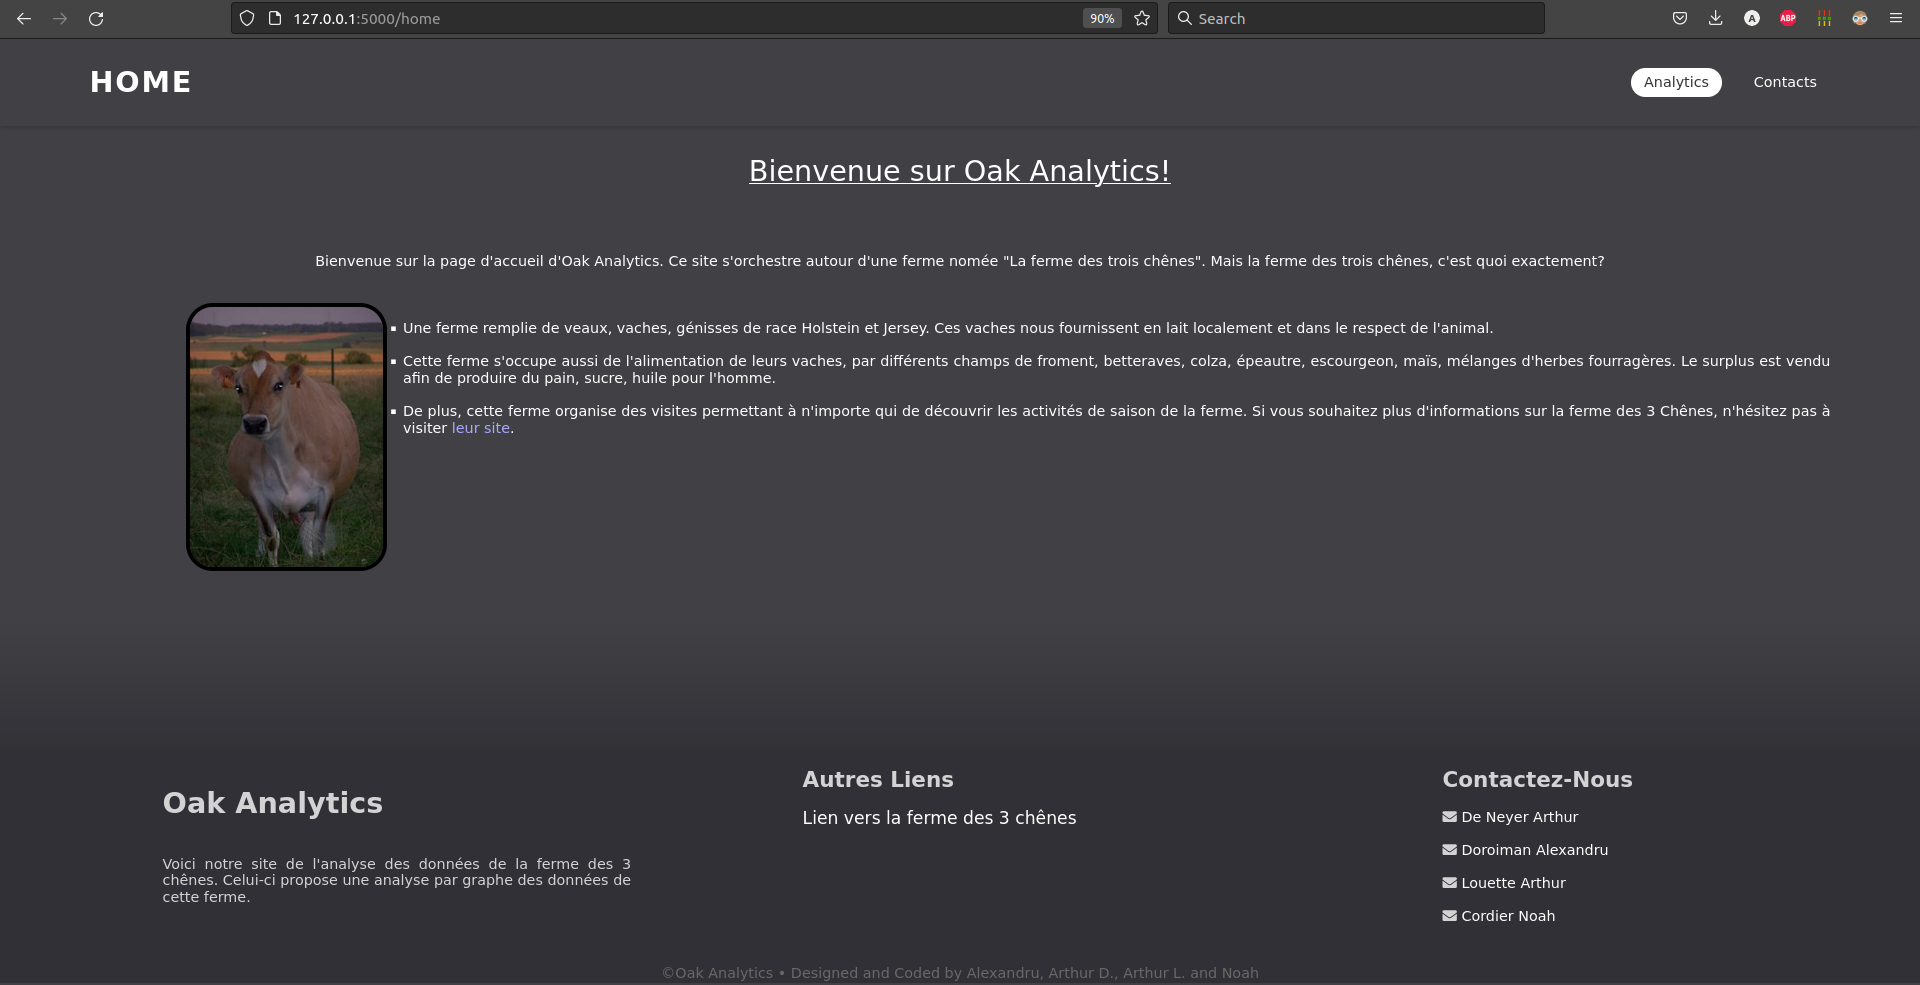 127.0.0.1:5000/home
90%
Search
A
ABP
HOME
Analytics
Contacts
Bienvenue sur Oak Analytics!
Bienvenue sur la page d'accueil d'Oak Analytics. Ce site s'orchestre autour d'une ferme nomée "La ferme des trois chênes". Mais la ferme des trois chênes, c'est quoi exactement?
▪ Une ferme remplie de veaux, vaches, génisses de race Holstein et Jersey. Ces vaches nous fournissent en lait localement et dans le respect de l'animal.
▪ Cette ferme s'occupe aussi de l'alimentation de leurs vaches, par différents champs de froment, betteraves, colza, épeautre, escourgeon, maïs, mélanges d'herbes fourragères. Le surplus est vendu
afin de produire du pain, sucre, huile pour l'homme.
▪ De plus, cette ferme organise des visites permettant à n'importe qui de découvrir les activités de saison de la ferme. Si vous souhaitez plus d'informations sur la ferme des 3 Chênes, n'hésitez pas à
visiter leur site.
Oak Analytics
Voici notre site de l'analyse des données de la ferme des 3
chênes. Celui-ci propose une analyse par graphe des données de
cette ferme.
Autres Liens
Lien vers la ferme des 3 chênes
Contactez-Nous
De Neyer Arthur
Doroiman Alexandru
Louette Arthur
Cordier Noah
©Oak Analytics • Designed and Coded by Alexandru, Arthur D., Arthur L. and Noah